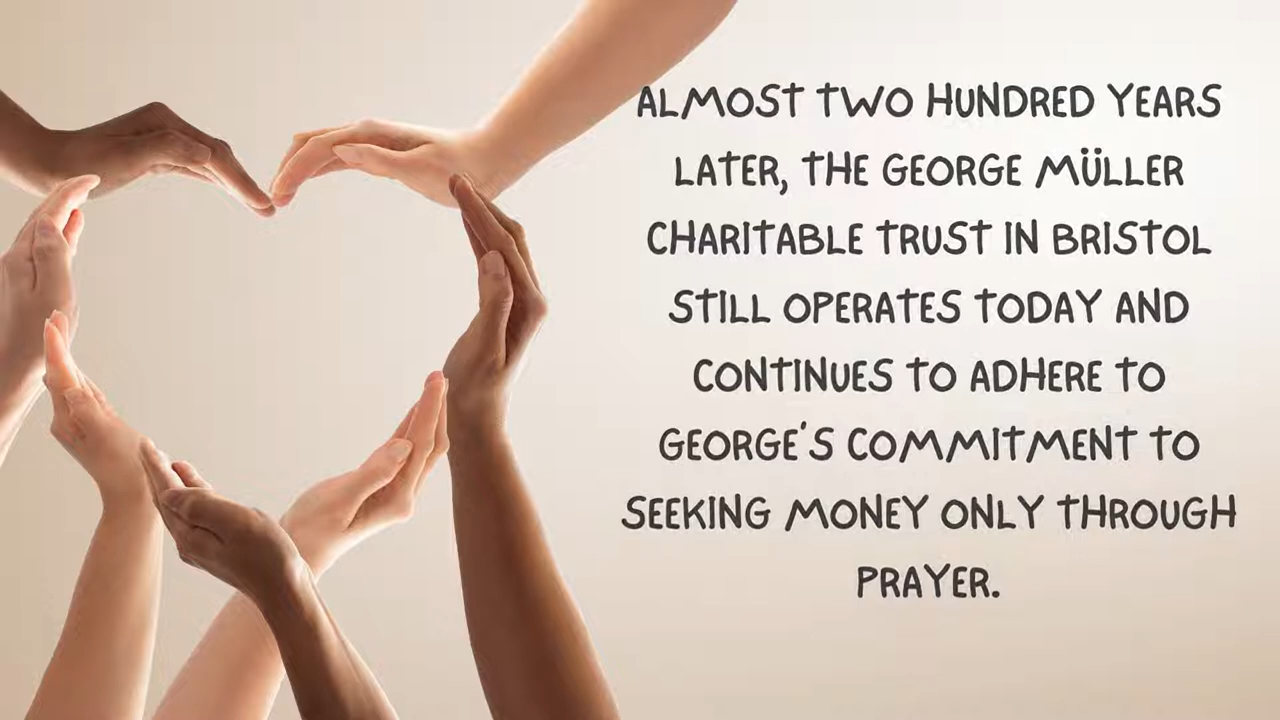 ALMOST TWO HUNDRED YEARS
LATER, THE GEORGE MÜLLER
CHARITABLE TRUST IN BRISTOL
STILL OPERATES TODAY AND
CONTINUES TO ADHERE TO
GEORGE'S COMMITMENT TO
SEEKING MONEY ONLY THROUGH
PRAYER.